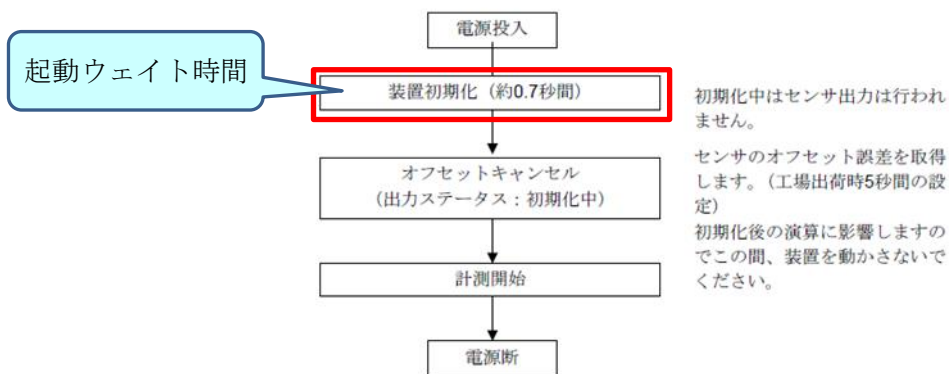 電源投入
起動ウェイト時間
装置初期化（約0.7秒間）
初期化中はセンサ出力は行われ
ません。
オフセットキャンセル
（出力ステータス：初期化中）
センサのオフセット誤差を取得
します。（工場出荷時5秒間の設
定）
初期化後の演算に影響しますの
でこの間、装置を動かさないで
ください。
計測開始
電源断